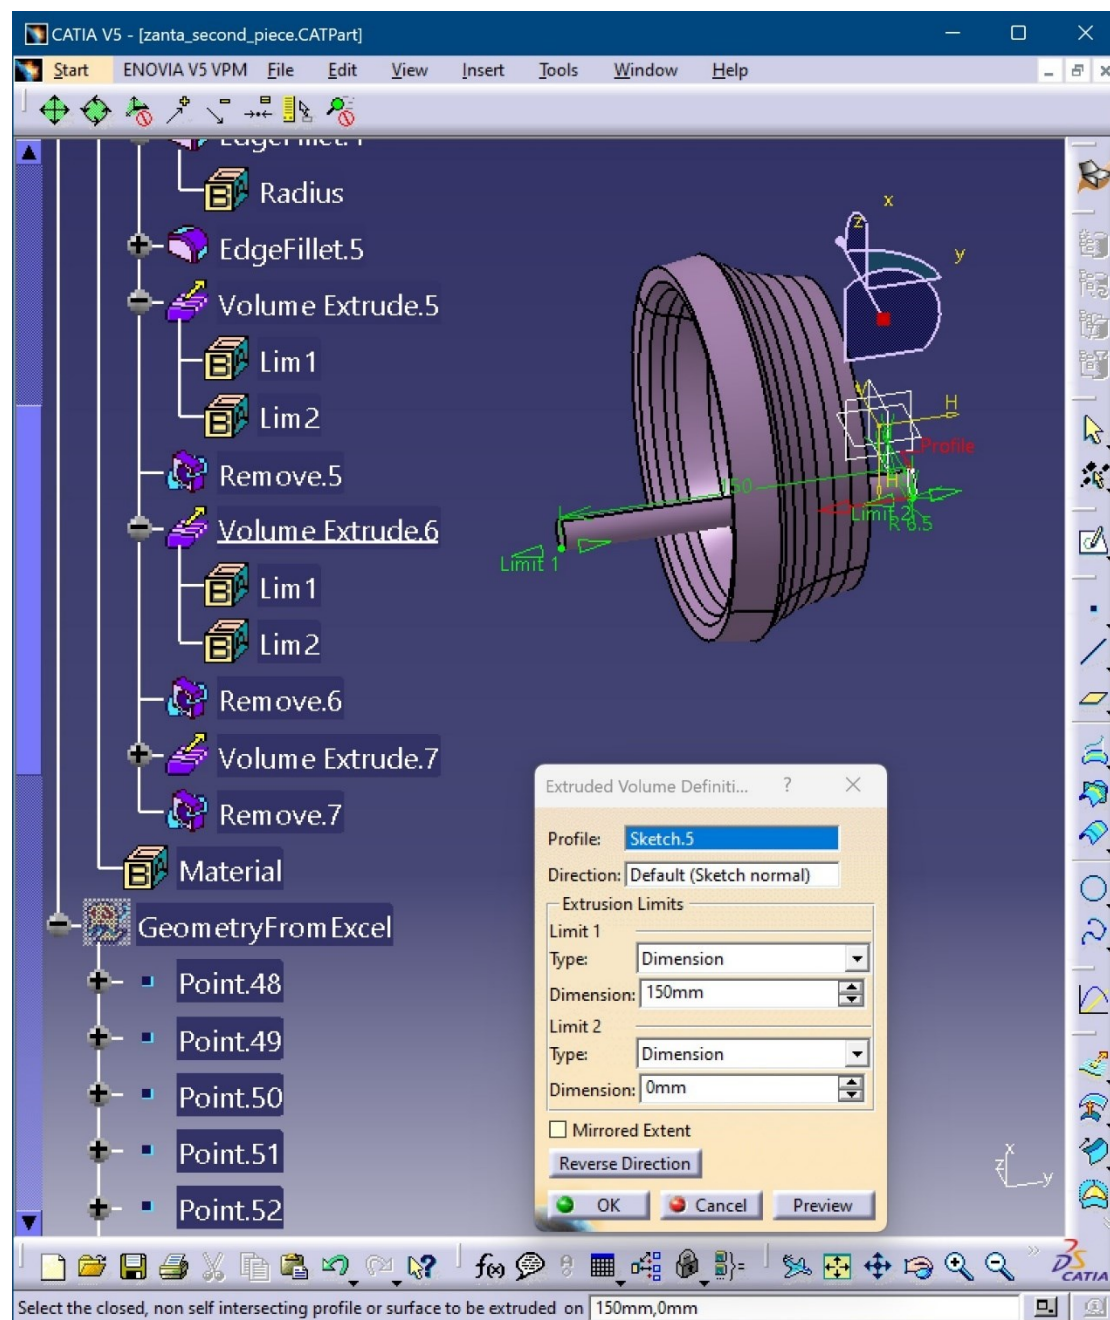 CATIA V5 - [zanta_second_piece.CATPart]
Start ENOVIA V5 VPM File Edit View Insert Tools Window Help
Radius
EdgeFillet.5
Volume Extrude.5
Lim1
Lim2
Remove.5
Volume Extrude.6
Lim1
Lim2
Remove.6
Volume Extrude.7
Remove.7
Material
GeometryFromExcel
Point.48
Point.49
Point.50
Point.51
Point.52
x
z
y
V
H
Profile
150
H
Limit 2
R 6.5
Limit 1
Extruded Volume Definiti... ?
Profile: Sketch.5
Direction: Default (Sketch normal)
Extrusion Limits
Limit 1
Type: Dimension
Dimension: 150mm
Limit 2
Type: Dimension
Dimension: 0mm
Mirrored Extent
Reverse Direction
OK Cancel Preview
x
z
y
f(x)
CATIA
Select the closed, non self intersecting profile or surface to be extruded on 150mm,0mm